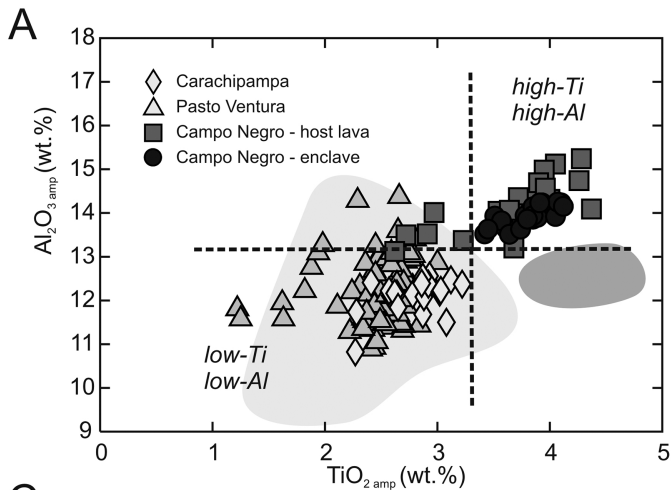 A
18
17
16
15
14
13
12
11
10
9
Al2O3 amp (wt.%)
Carachipampa
Pasto Ventura
Campo Negro - host lava
Campo Negro - enclave
high-Ti
high-Al
low-Ti
low-Al
0
1
2
3
4
5
TiO2 amp (wt.%)